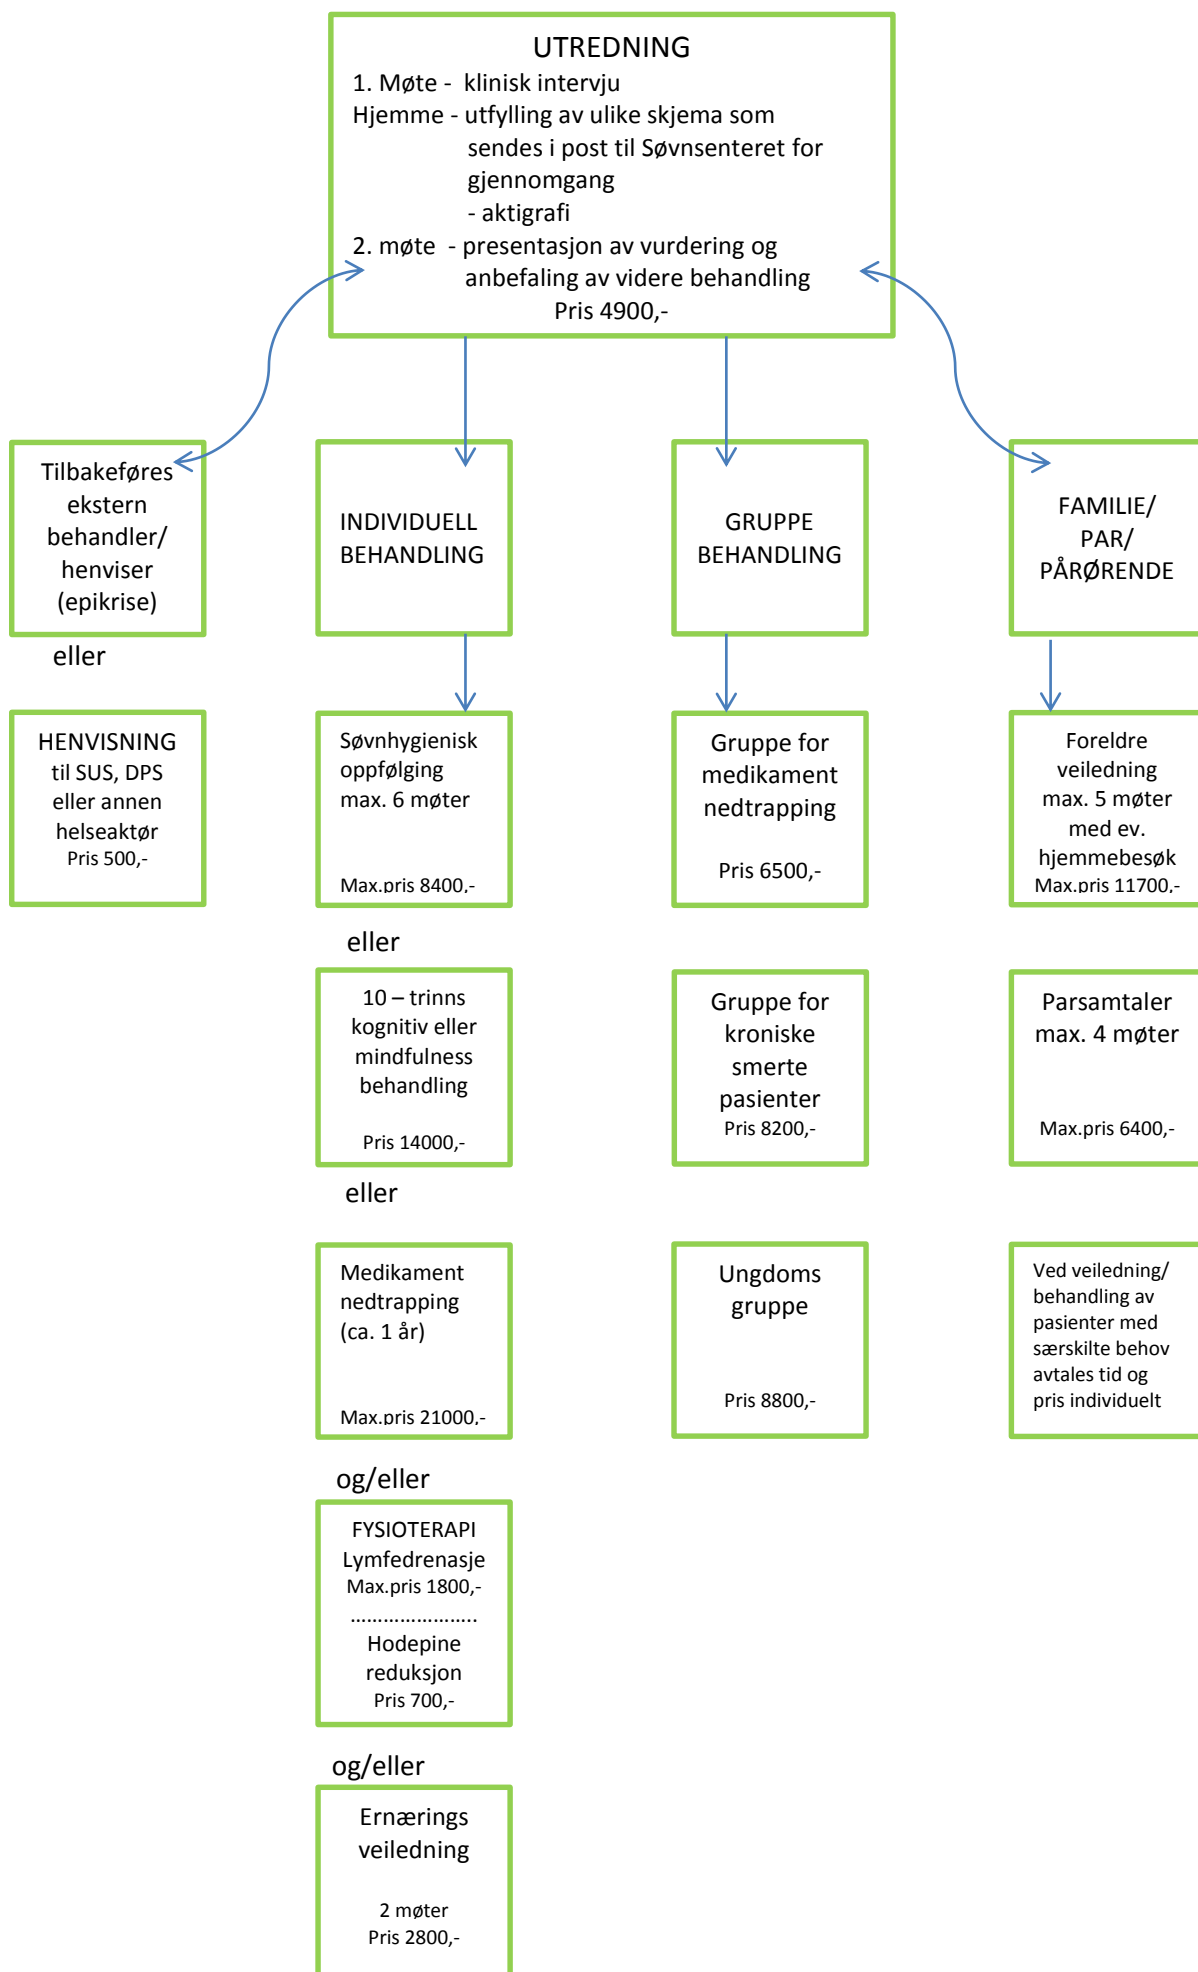 UTREDNING
1. Møte - klinisk intervju
Hjemme - utfylling av ulike skjema som
sendes i post til Søvnsenteret for
gjennomgang
- aktigrafi
2. møte - presentasjon av vurdering og
anbefaling av videre behandling
Pris 4900,-
Tilbakeføres
ekstern
behandler/
henviser
(epikrise)
eller
HENVISNING
til SUS, DPS
eller annen
helseaktør
Pris 500,-
INDIVIDUELL
BEHANDLING
Søvnhygienisk
oppfølging
max. 6 møter
Max.pris 8400,-
eller
10 – trinns
kognitiv eller
mindfulness
behandling
Pris 14000,-
eller
Medikament
nedtrapping
(ca. 1 år)
Max.pris 21000,-
og/eller
FYSIOTERAPI
Lymfedrenasje
Max.pris 1800,-
…………………..
Hodepine
reduksjon
Pris 700,-
og/eller
Ernærings
veiledning
2 møter
Pris 2800,-
GRUPPE
BEHANDLING
Gruppe for
medikament
nedtrapping
Pris 6500,-
Gruppe for
kroniske
smerte
pasienter
Pris 8200,-
Ungdoms
gruppe
Pris 8800,-
FAMILIE/
PAR/
PÅRØRENDE
Foreldre
veiledning
max. 5 møter
med ev.
hjemmebesøk
Max.pris 11700,-
Parsamtaler
max. 4 møter
Max.pris 6400,-
Ved veiledning/
behandling av
pasienter med
særskilte behov
avtales tid og
pris individuelt